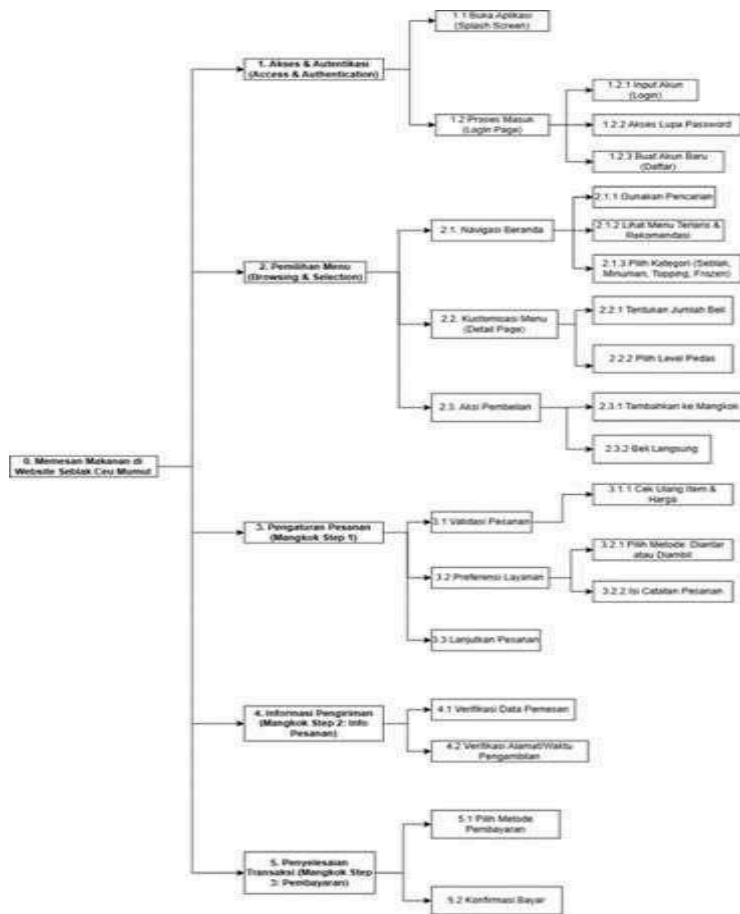 1.1 Buka Aplikasi
(Splash Screen)
1. Akses & Autentikasi
(Access & Authentication)
1.2 Proses Masuk
(Login Page)
1.2.1 Input Akun
(Login)
1.2.2 Akses Lupa Password
1.2.3 Buat Akun Baru
(Daftar)
2. Pemilihan Menu
(Browsing & Selection)
2.1. Navigasi Beranda
2.1.1 Gunakan Pencarian
2.1.2 Lihat Menu Terlaris &
Rekomendasi
2.1.3 Pilih Kategori (Seblak,
Minuman, Topping, Frozen)
2.2. Kustomisasi Menu
(Detail Page)
2.2.1 Tentukan Jumlah Beli
2.2.2 Pilih Level Pedas
2.3. Aksi Pembelian
2.3.1 Tambahkan ke Mangkok
2.3.2 Beli Langsung
0. Memesan Makanan di
Website Seblak Ceu Mumut
3. Pengaturan Pesanan
(Mangkok Step 1)
3.1 Validasi Pesanan
3.1.1 Cek Ulang Item &
Harga
3.2 Preferensi Layanan
3.2.1 Pilih Metode Diantar
atau Diambil
3.2.2 Isi Catatan Pesanan
3.3 Lanjutkan Pesanan
4. Informasi Pengiriman
(Mangkok Step 2: Info
Pesanan)
4.1 Verifikasi Data Pemesan
4.2 Verifikasi Alamat/Waktu
Pengambilan
5. Penyelesaian
Transaksi (Mangkok Step
3: Pembayaran)
5.1 Pilih Metode
Pembayaran
5.2 Konfirmasi Bayar